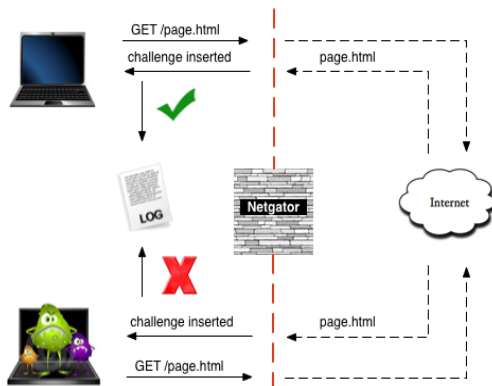 GET /page.html
challenge inserted
page.html
LOG
Netgator
Internet
challenge inserted
page.html
GET /page.html